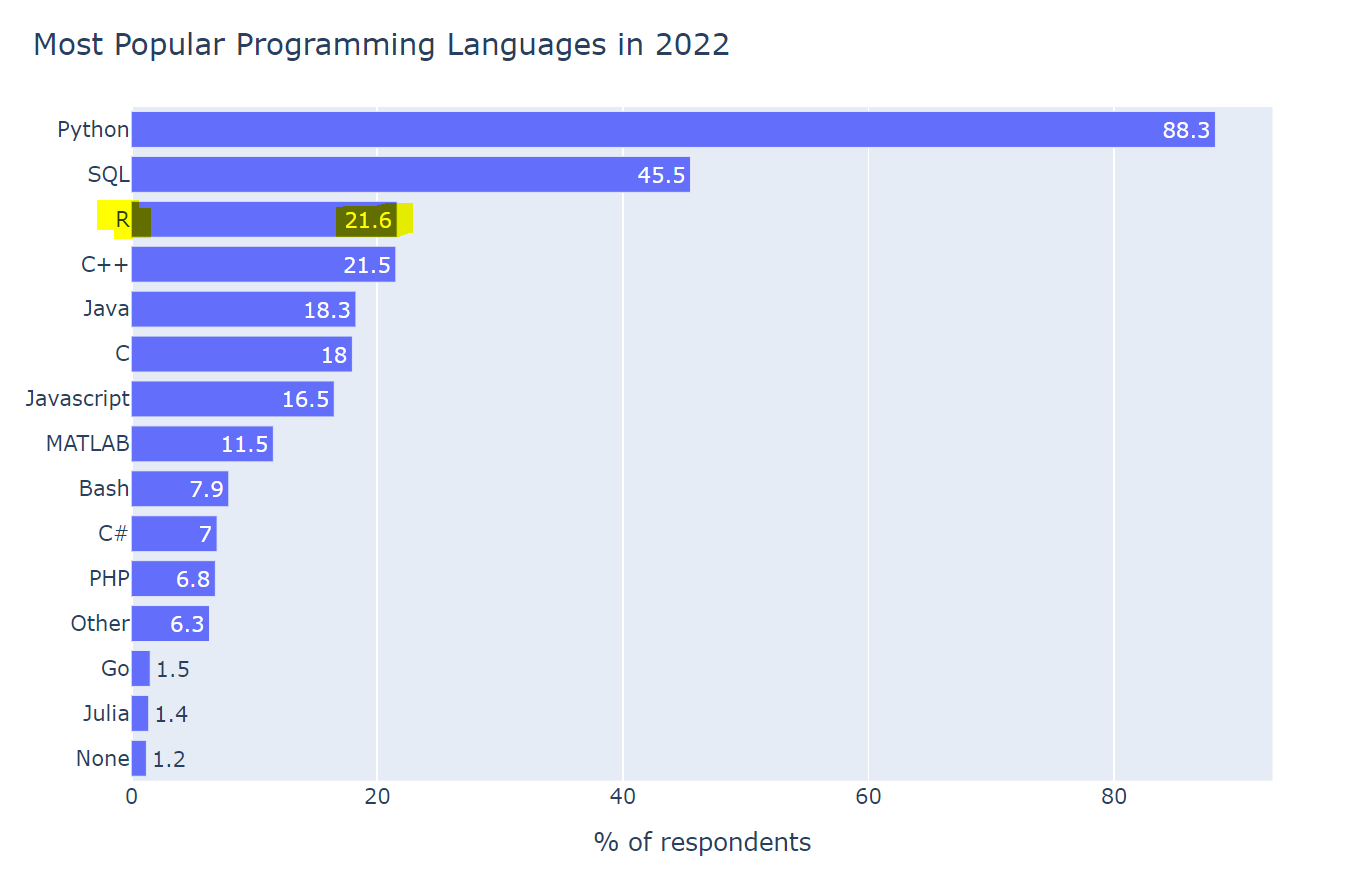 Most Popular Programming Languages in 2022
Python 88.3
SQL 45.5
R 21.6
C++ 21.5
Java 18.3
C 18
Javascript 16.5
MATLAB 11.5
Bash 7.9
C# 7
PHP 6.8
Other 6.3
Go 1.5
Julia 1.4
None 1.2
0 20 40 60 80
% of respondents